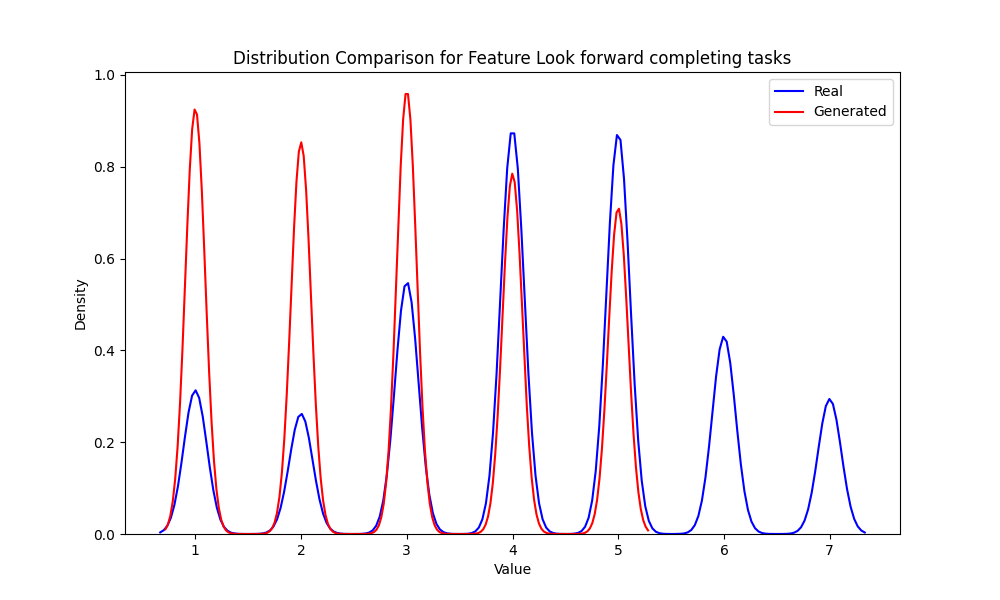 Distribution Comparison for Feature Look forward completing tasks
Real
Generated
Density
1.0
0.8
0.6
0.4
0.2
0.0
1 2 3 4 5 6 7
Value